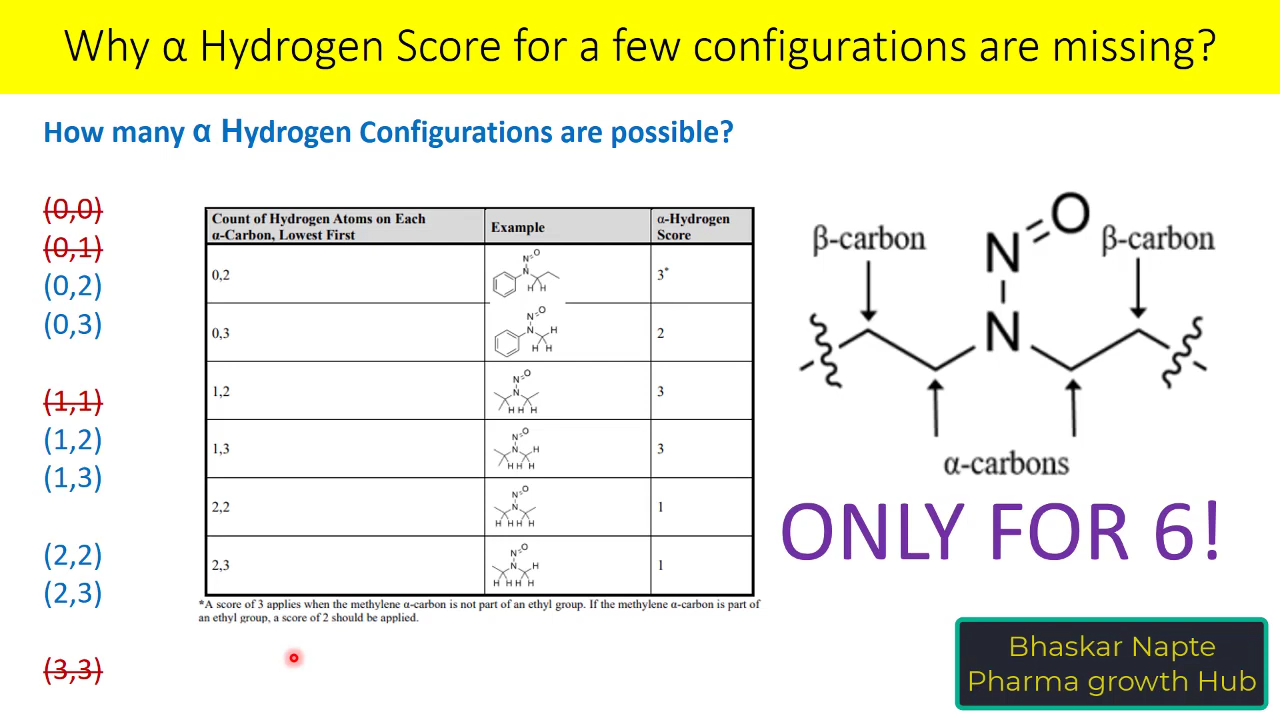 Why α Hydrogen Score for a few configurations are missing?
How many α Hydrogen Configurations are possible?
(0,0)
(0,1)
(0,2)
(0,3)
(1,1)
(1,2)
(1,3)
(2,2)
(2,3)
(3,3)
Count of Hydrogen Atoms on Each
α-Carbon, Lowest First
Example
α-Hydrogen
Score
0,2
N=O
N
H H
3*
0,3
N=O
N
H
H H
2
1,2
N=O
N
H H H
3
1,3
N=O
N
H
H H H
3
2,2
N=O
N
H H H H
1
2,3
N=O
N
H
H H H H
1
*A score of 3 applies when the methylene α-carbon is not part of an ethyl group. If the methylene α-carbon is part of
an ethyl group, a score of 2 should be applied.
O
N
N
β-carbon
β-carbon
α-carbons
ONLY FOR 6!
Bhaskar Napte
Pharma growth Hub